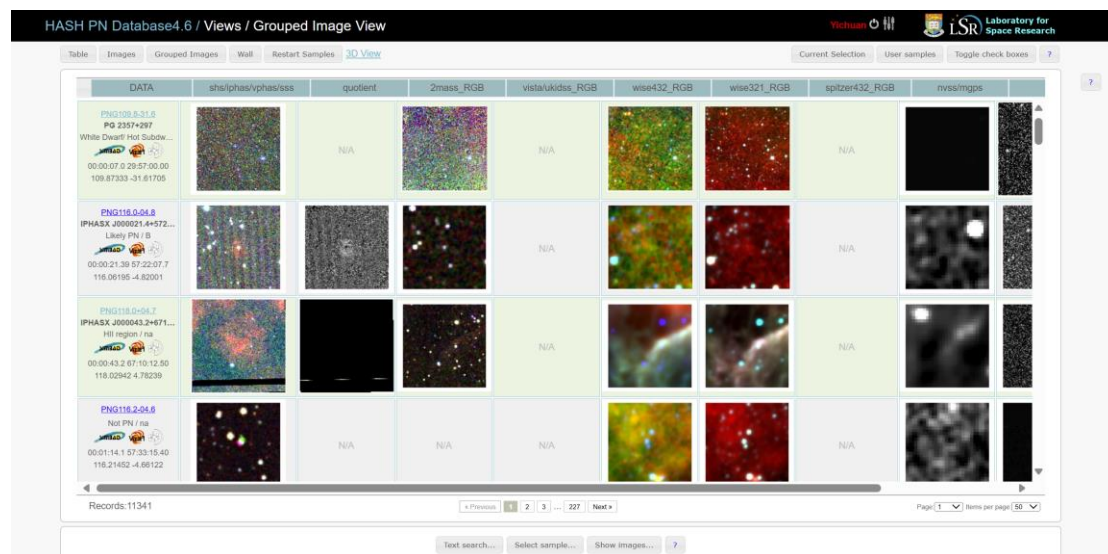 HASH PN Database4.6 / Views / Grouped Image View
Yichuan
LSR Laboratory for Space Research
Table Images Grouped Images Wall Restart Samples 3D View
Current Selection User samples Toggle check boxes ?
?
DATA shs/iphas/vphas/sss quotient 2mass_RGB vista/ukidss_RGB wise432_RGB wise321_RGB spitzer432_RGB nvss/mgps
PNG109.8-31.6
PG 2357+297
White Dwarf/ Hot Subdw...
SIMBAD
00:00:07.0 29:57:00.00
109.87333 -31.61705
N/A N/A N/A
PNG116.0-04.8
IPHASX J000021.4+572...
Likely PN / B
SIMBAD
00:00:21.39 57:22:07.7
116.06195 -4.82001
N/A N/A
PNG118.0+04.7
IPHASX J000043.2+671...
HII region / na
SIMBAD
00:00:43.2 67:10:12.50
118.02942 4.78239
N/A N/A
PNG116.2-04.6
Not PN / na
SIMBAD
00:01:14.1 57:33:15.40
116.21452 -4.66122
N/A N/A N/A N/A
Records:11341
« Previous 1 2 3 ... 227 Next »
Page: 1 Items per page: 50
Text search... Select sample... Show images... ?